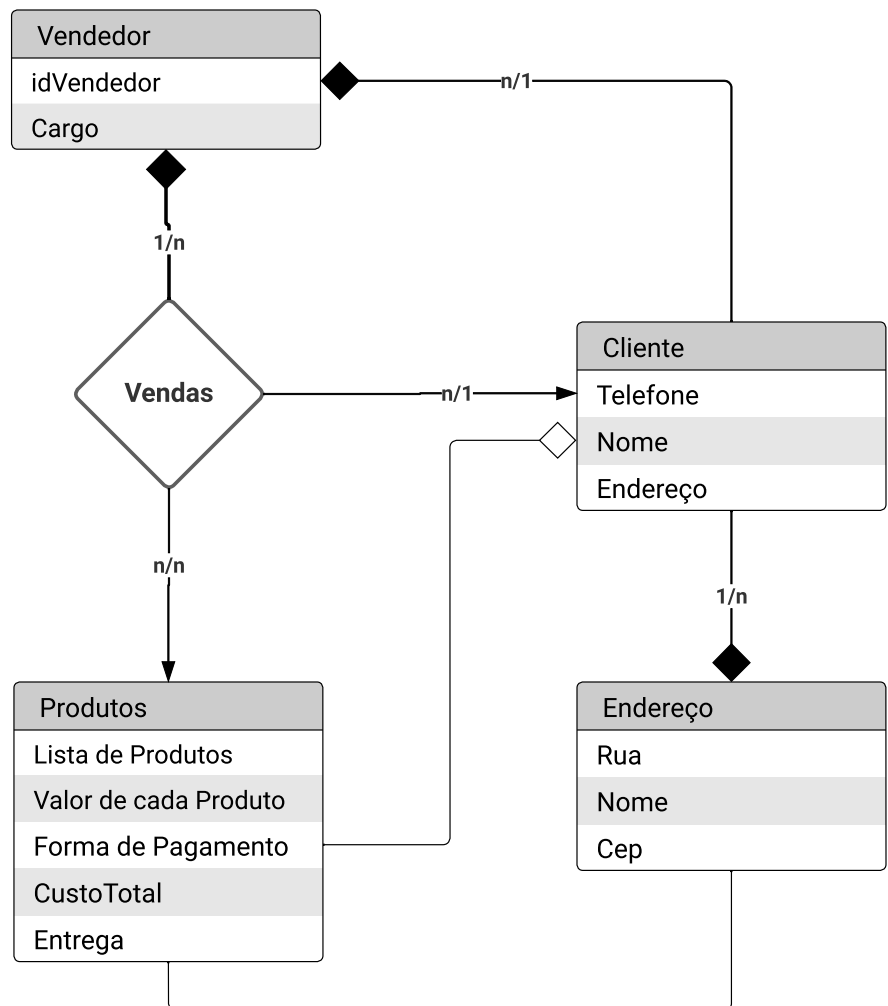 Vendedor
idVendedor
Cargo
n/1
1/n
Vendas
n/1
Cliente
Telefone
Nome
Endereço
n/n
1/n
Produtos
Lista de Produtos
Valor de cada Produto
Forma de Pagamento
CustoTotal
Entrega
Endereço
Rua
Nome
Cep